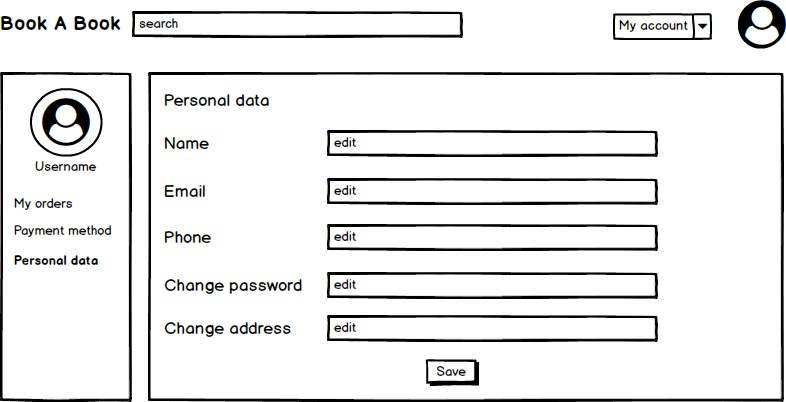 Book A Book
search
My account
Username
My orders
Payment method
Personal data
Personal data
Name
edit
Email
edit
Phone
edit
Change password
edit
Change address
edit
Save